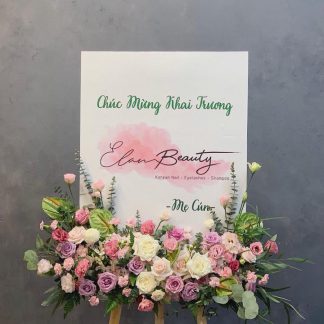 Chúc Mừng Khai Trương
Elan Beauty
Korean Nail - Eyelashes - Shampoo
-Mẹ Cún-